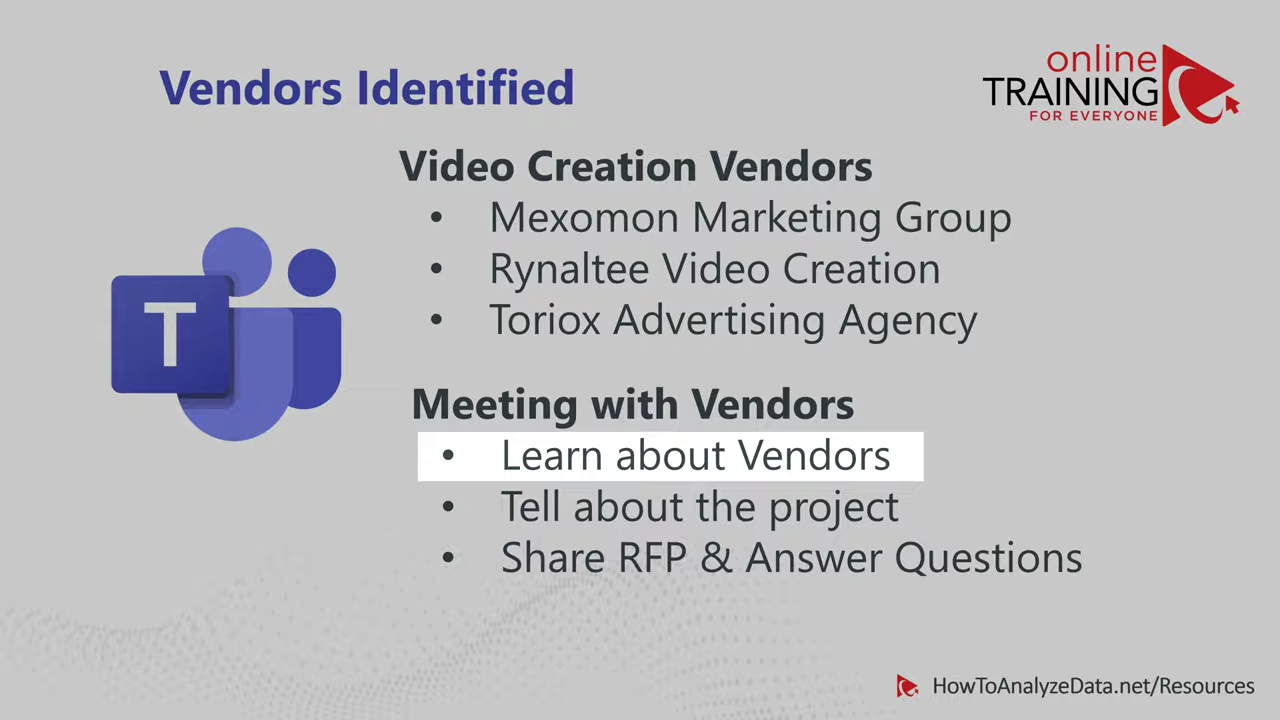 Vendors Identified
online
TRAINING
FOR EVERYONE
Video Creation Vendors
• Mexomon Marketing Group
• Rynaltee Video Creation
• Toriox Advertising Agency
T
Meeting with Vendors
• Learn about Vendors
• Tell about the project
• Share RFP & Answer Questions
HowToAnalyzeData.net/Resources